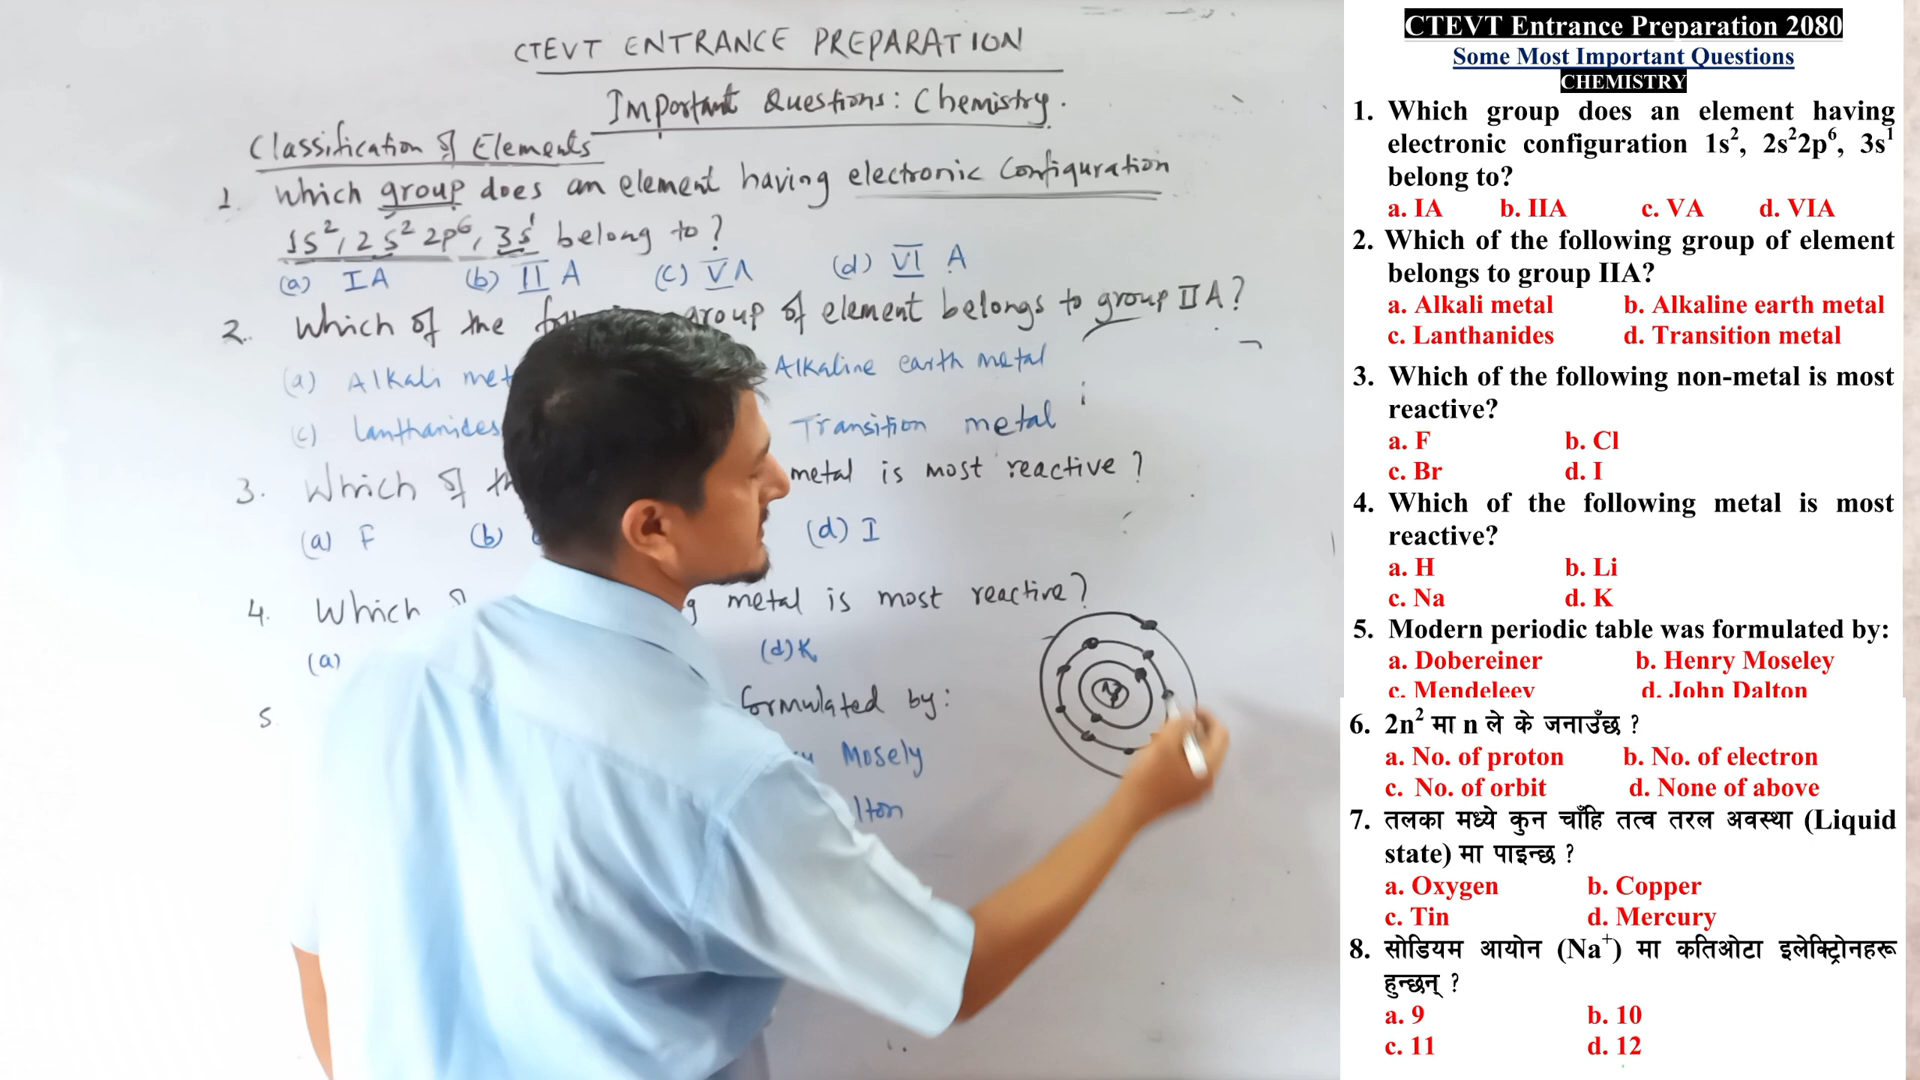 CTEVT ENTRANCE PREPARATION
Important Questions: Chemistry.
Classification of Elements
1. Which group does an element having electronic configuration
1s², 2s² 2p⁶, 3s¹ belong to?
(a) IA (b) II A (c) VA (d) VI A
2. Which of the group of element belongs to group II A?
(a) Alkali met Alkaline earth metal
(c) Lanthanides Transition metal
3. Which of th metal is most reactive?
(a) F (b) (d) I
4. Which metal is most reactive?
(a) (d) K
5 formulated by:
Mosely
lton
CTEVT Entrance Preparation 2080
Some Most Important Questions
CHEMISTRY
1. Which group does an element having
electronic configuration 1s², 2s²2p⁶, 3s¹
belong to?
a. IA b. IIA c. VA d. VIA
2. Which of the following group of element
belongs to group IIA?
a. Alkali metal b. Alkaline earth metal
c. Lanthanides d. Transition metal
3. Which of the following non-metal is most
reactive?
a. F b. Cl
c. Br d. I
4. Which of the following metal is most
reactive?
a. H b. Li
c. Na d. K
5. Modern periodic table was formulated by:
a. Dobereiner b. Henry Moseley
c. Mendeleev d. John Dalton
6. 2n² मा n ले के जनाउँछ ?
a. No. of proton b. No. of electron
c. No. of orbit d. None of above
7. तलका मध्ये कुन चाँहि तत्व तरल अवस्था (Liquid
state) मा पाइन्छ ?
a. Oxygen b. Copper
c. Tin d. Mercury
8. सोडियम आयोन (Na⁺) मा कतिओटा इलेक्ट्रिोनहरू
हुन्छन् ?
a. 9 b. 10
c. 11 d. 12